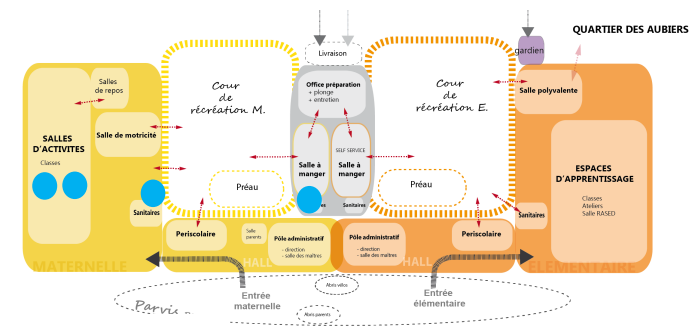 QUARTIER DES AUBIERS
Livraison
gardien
Salles
de repos
Cour
de
récréation M.
Office préparation
+ plonge
+ entretien
Cour
de
récréation E.
Salle polyvalente
Salle de motricité
SALLES
D'ACTIVITES
Classes
SELF SERVICE
Salle à
manger
Salle à
manger
ESPACES
D'APPRENTISSAGE
Classes
Ateliers
Salle RASED
Préau
Préau
Sanitaires
Sanitaires
Sanitaires
Periscolaire
Salle
parents
Pôle administratif
- direction
- salle des maîtres
Pôle administratif
- direction
- salle des maîtres
Periscolaire
MATERNELLE
HALL
HALL
ELEMENTAIRE
Entrée
maternelle
Abris vélos
Entrée
élémentaire
Parvis
Abris parents